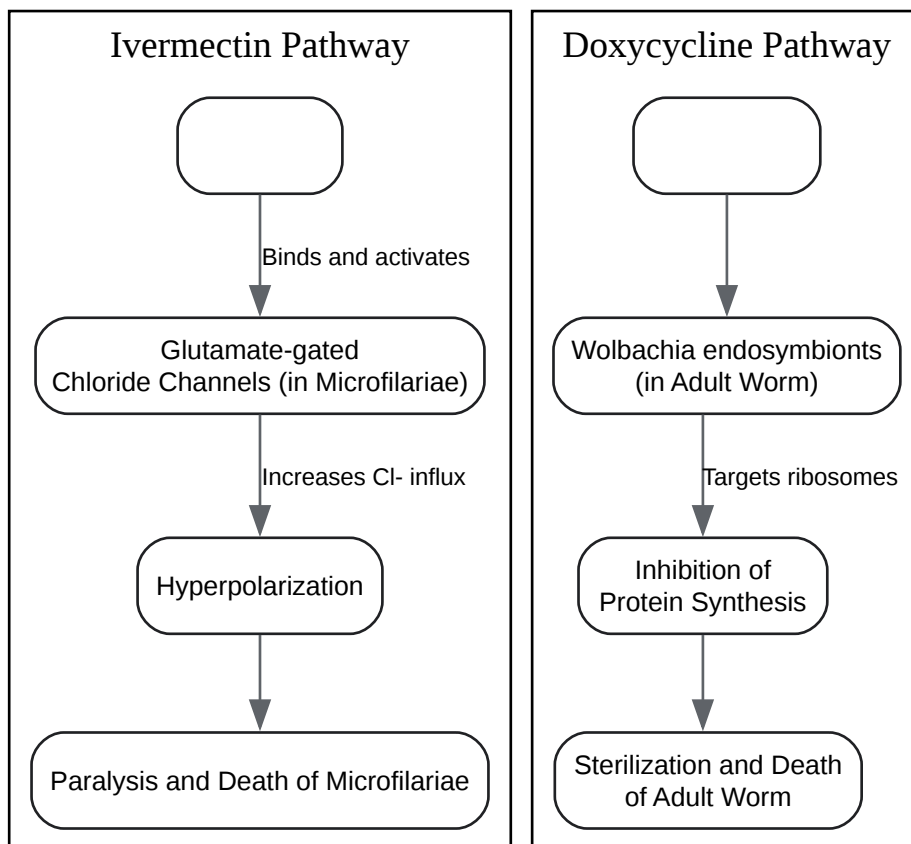 Ivermectin Pathway
Binds and activates
Glutamate-gated
Chloride Channels (in Microfilariae)
Increases Cl- influx
Hyperpolarization
Paralysis and Death of Microfilariae
Doxycycline Pathway
Wolbachia endosymbionts
(in Adult Worm)
Targets ribosomes
Inhibition of
Protein Synthesis
Sterilization and Death
of Adult Worm